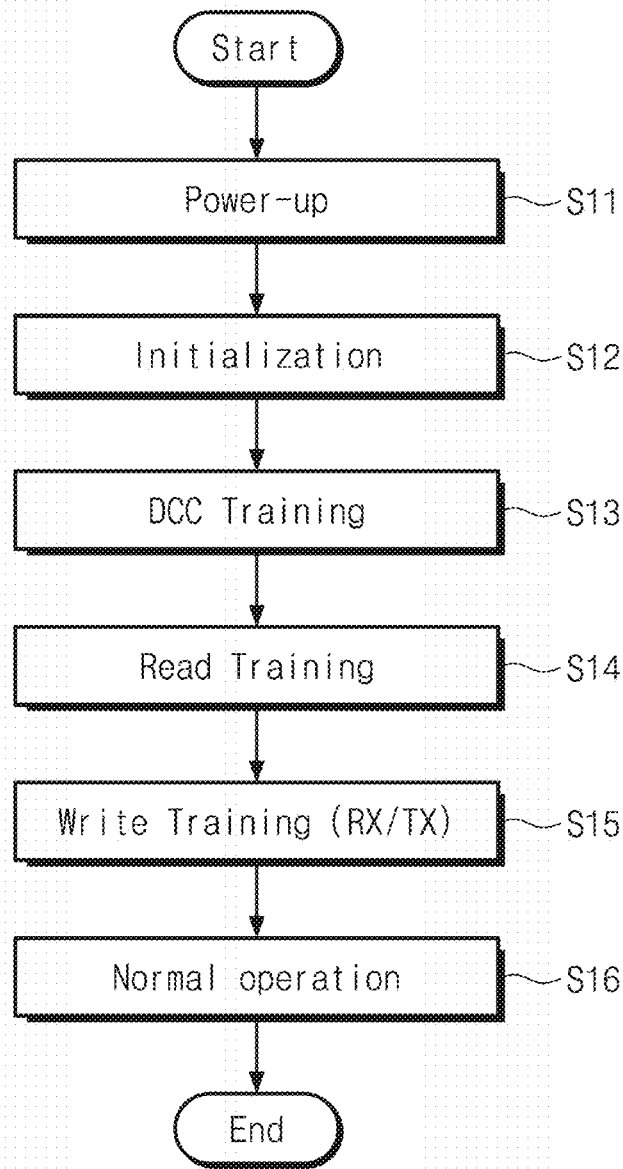 Start
Power-up
S11
Initialization
S12
DCC Training
S13
Read Training
S14
Write Training (RX/TX)
S15
Normal operation
S16
End